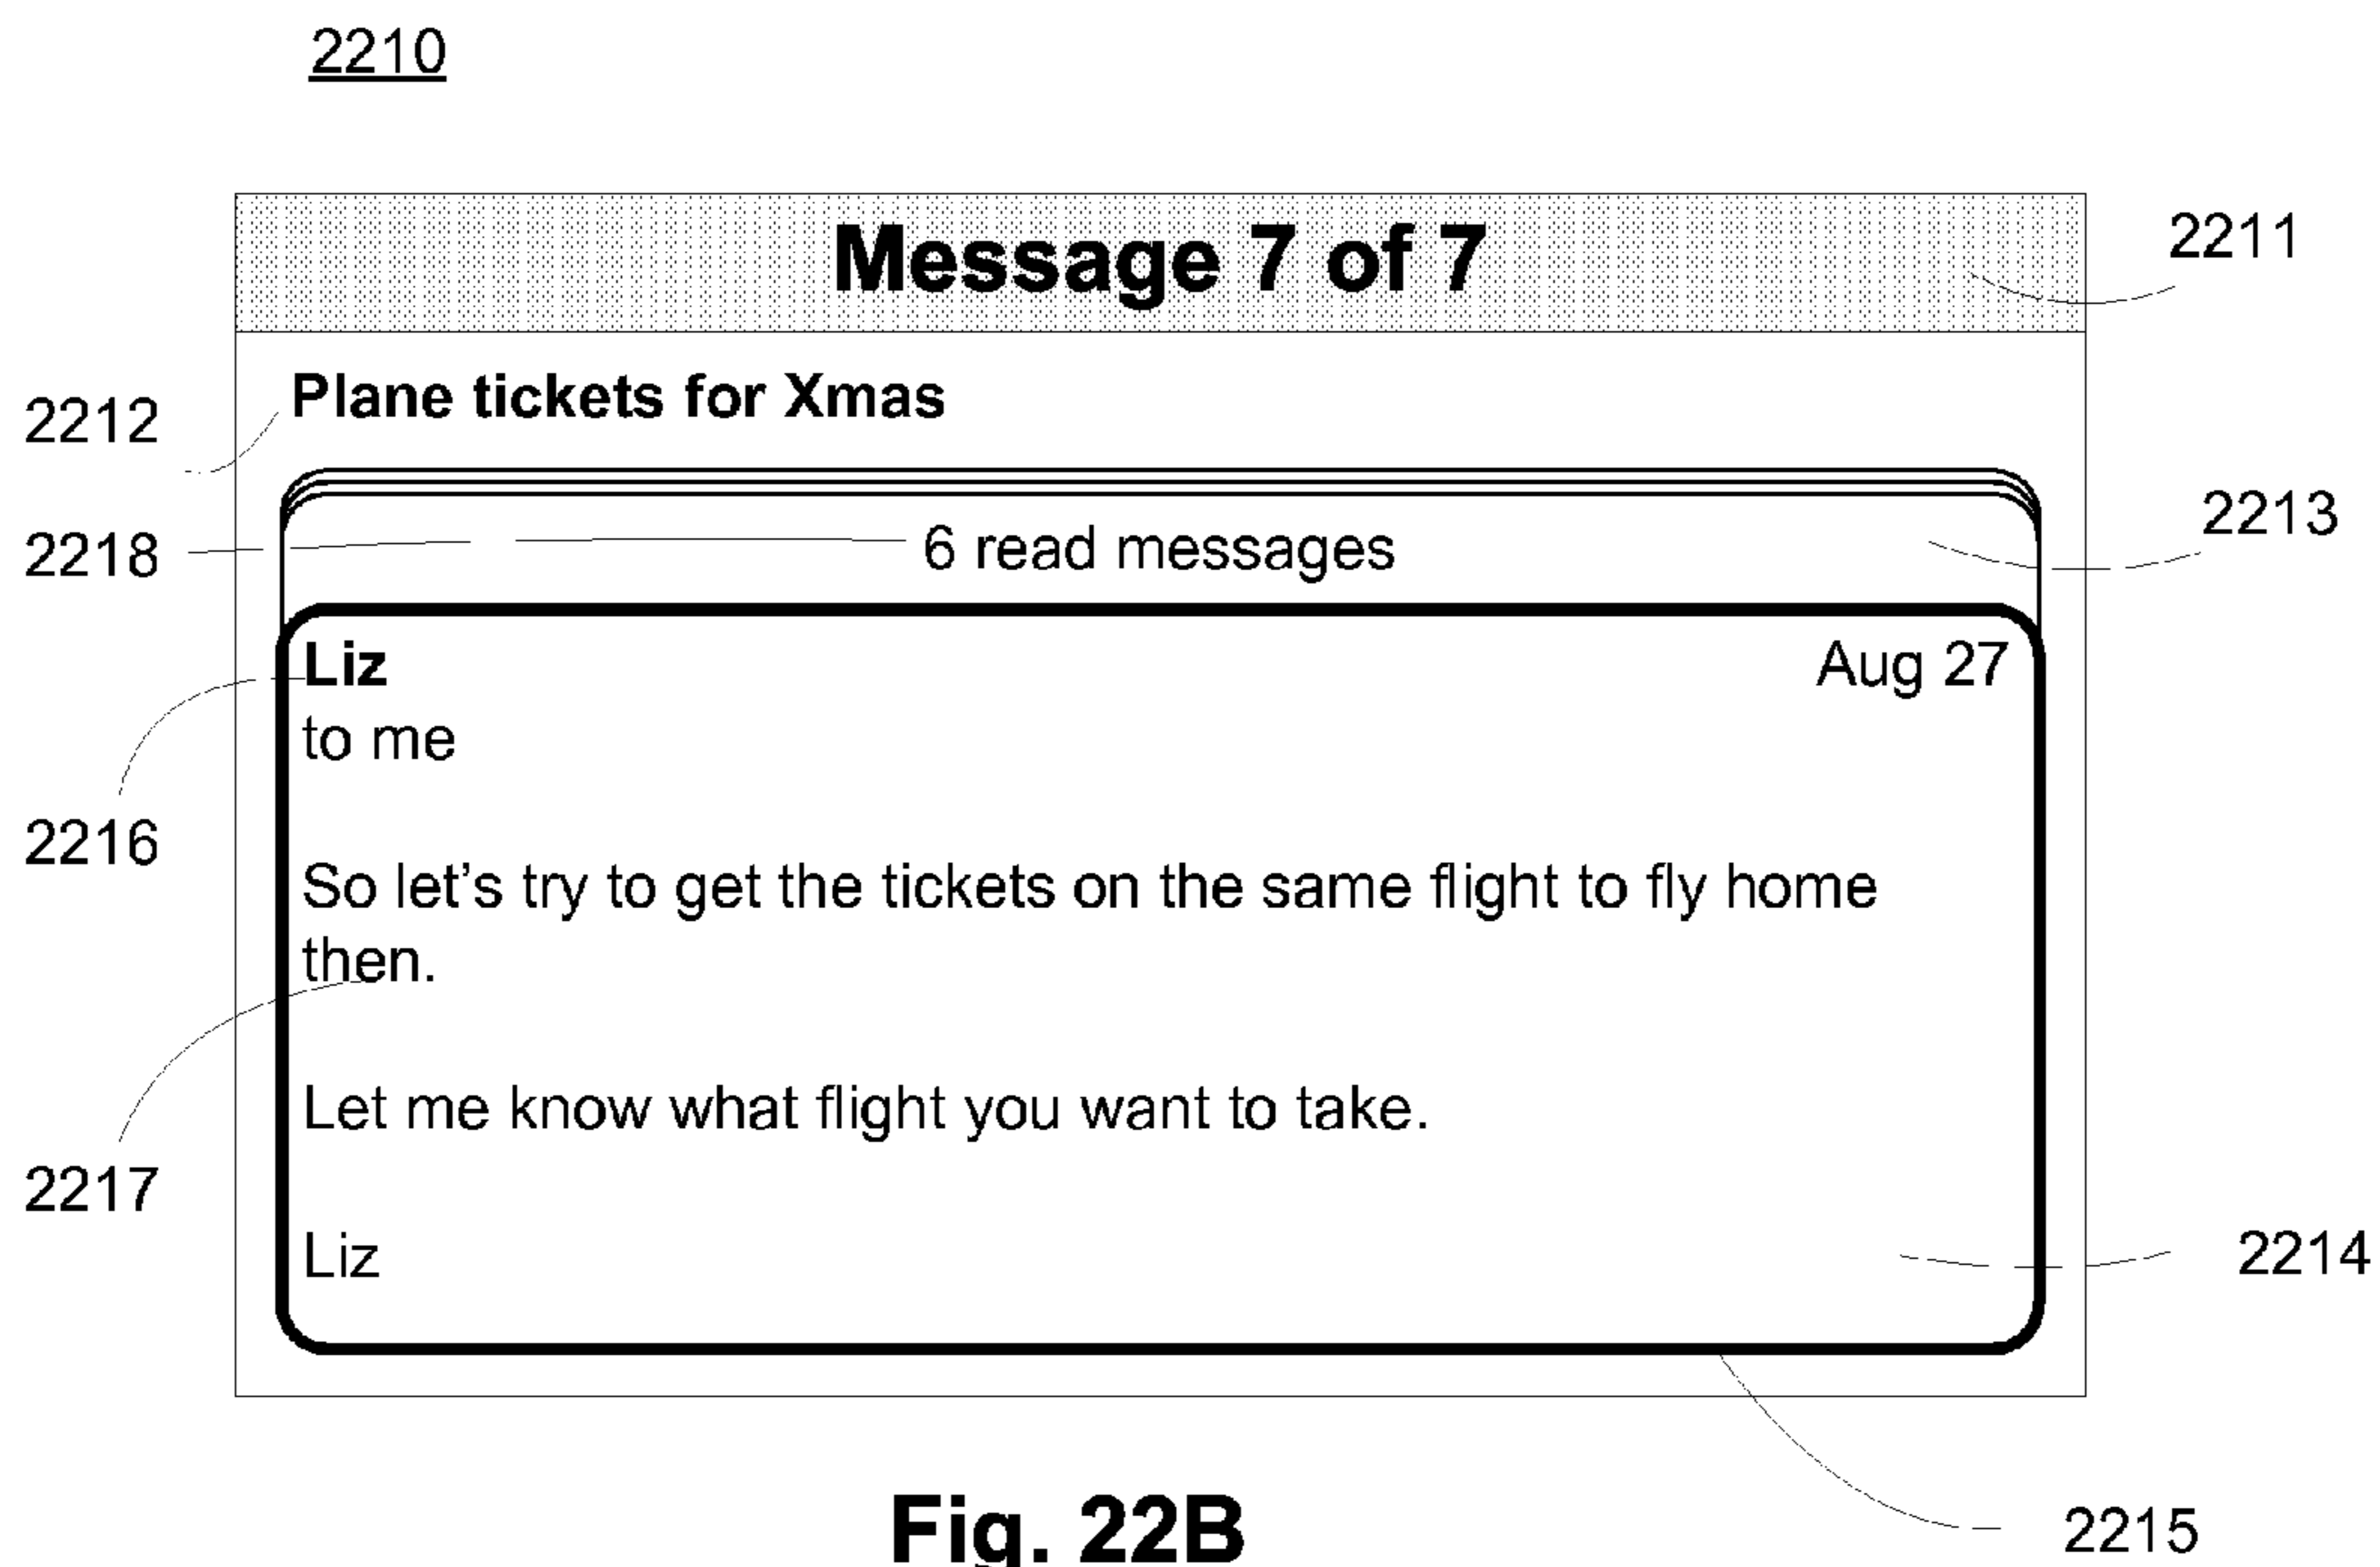 2210
Message 7 of 7
2211
Plane tickets for Xmas
2212
2213
6 read messages
2218
Liz
Aug 27
to me
2216
So let’s try to get the tickets on the same flight to fly home
then.
Let me know what flight you want to take.
2217
Liz
2214
2215
Fig. 22B